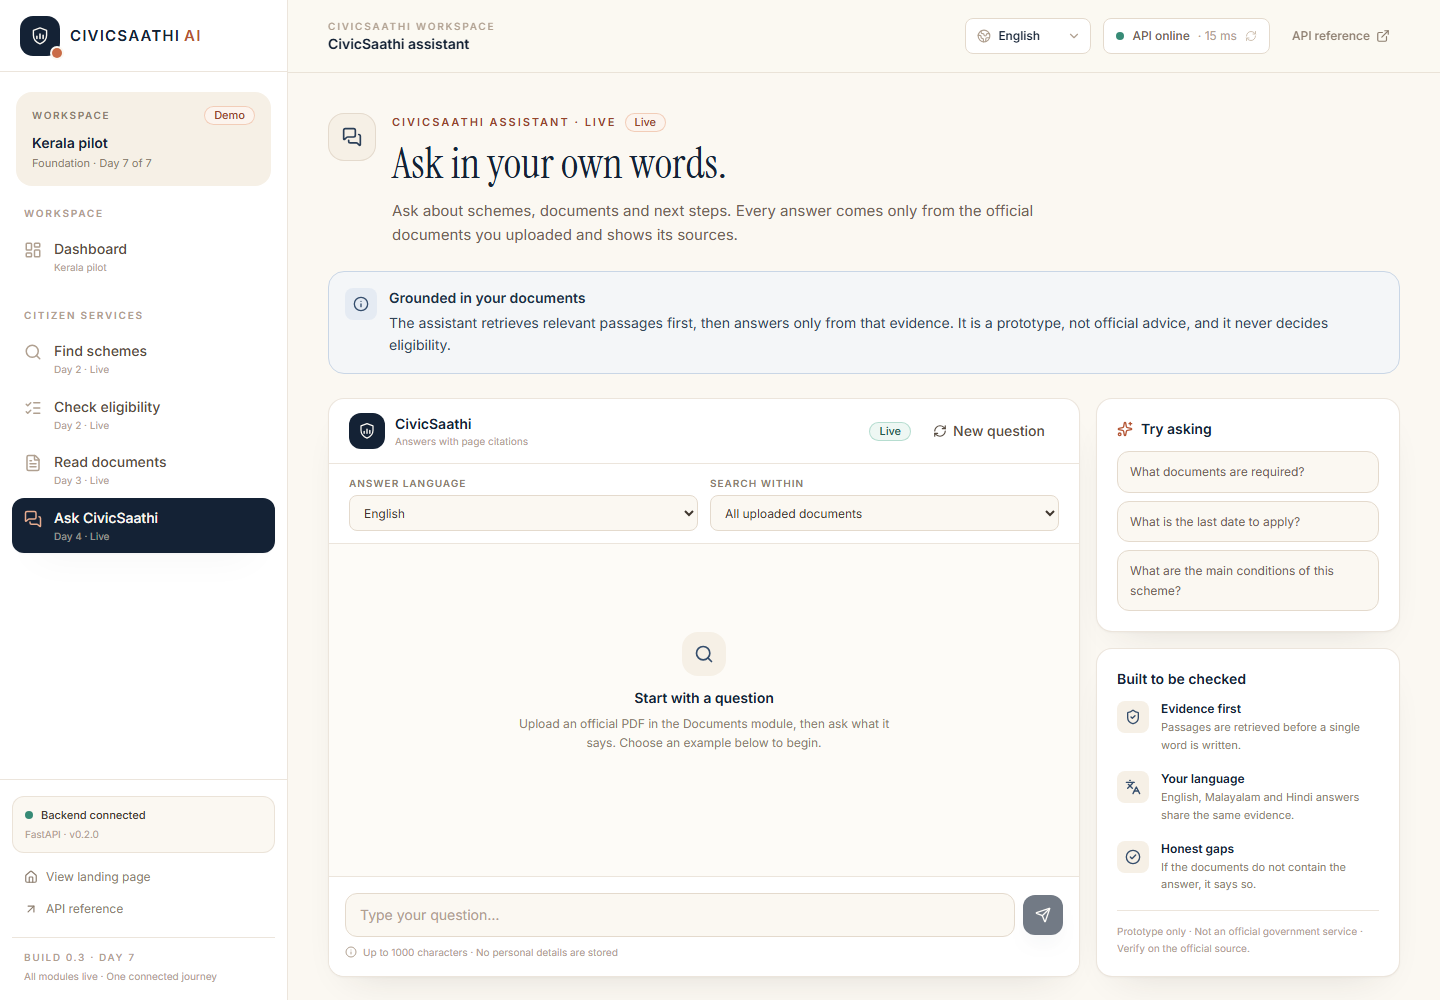 CIVICSAATHI AI
WORKSPACE
Demo
Kerala pilot
Foundation · Day 7 of 7
WORKSPACE
Dashboard
Kerala pilot
CITIZEN SERVICES
Find schemes
Day 2 · Live
Check eligibility
Day 2 · Live
Read documents
Day 3 · Live
Ask CivicSaathi
Day 4 · Live
Backend connected
FastAPI · v0.2.0
View landing page
API reference
BUILD 0.3 · DAY 7
All modules live · One connected journey
CIVICSAATHI WORKSPACE
CivicSaathi assistant
English
API online · 15 ms
API reference
CIVICSAATHI ASSISTANT · LIVE
Live
Ask in your own words.
Ask about schemes, documents and next steps. Every answer comes only from the official
documents you uploaded and shows its sources.
Grounded in your documents
The assistant retrieves relevant passages first, then answers only from that evidence. It is a prototype, not official advice, and it never decides
eligibility.
CivicSaathi
Answers with page citations
Live
New question
ANSWER LANGUAGE
English
SEARCH WITHIN
All uploaded documents
Start with a question
Upload an official PDF in the Documents module, then ask what it
says. Choose an example below to begin.
Type your question...
Up to 1000 characters · No personal details are stored
Try asking
What documents are required?
What is the last date to apply?
What are the main conditions of this
scheme?
Built to be checked
Evidence first
Passages are retrieved before a single
word is written.
Your language
English, Malayalam and Hindi answers
share the same evidence.
Honest gaps
If the documents do not contain the
answer, it says so.
Prototype only · Not an official government service ·
Verify on the official source.